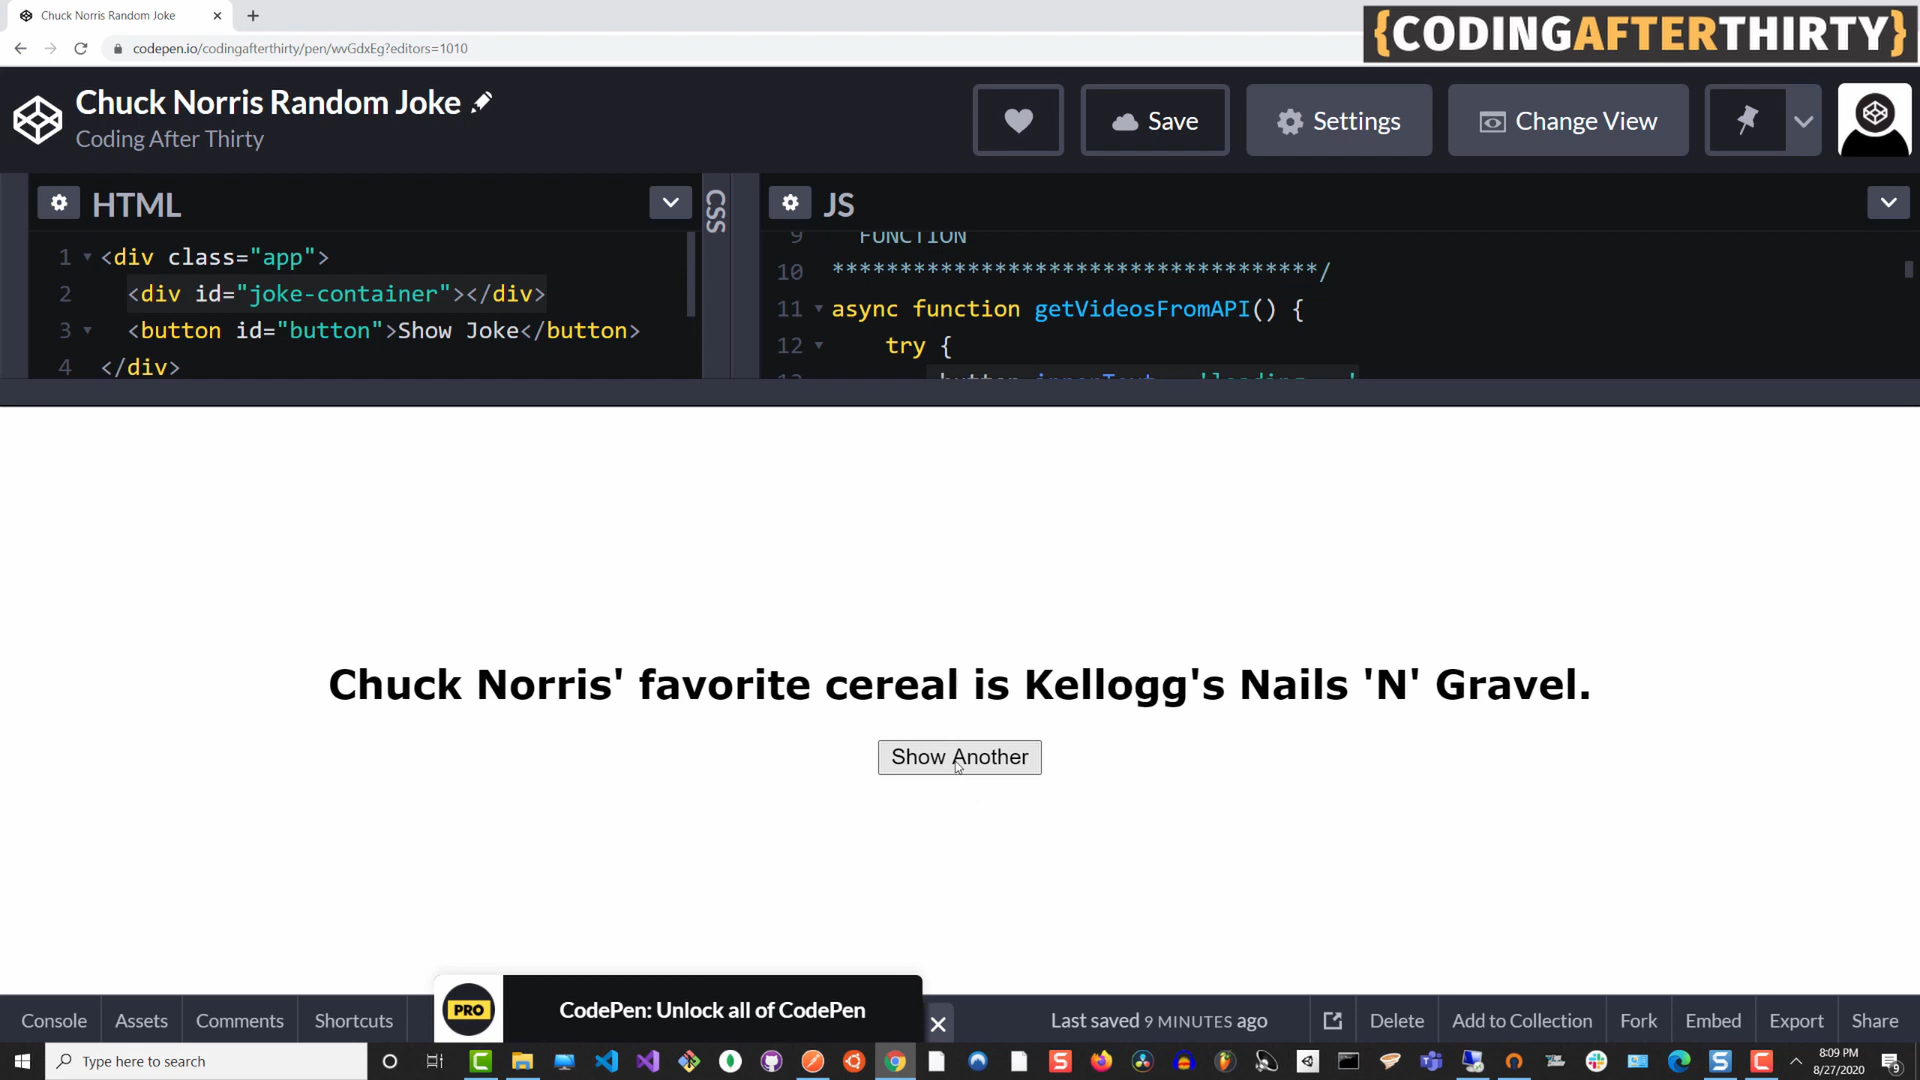 Chuck Norris Random Joke
codepen.io/codingafterthirty/pen/wvGdxEg?editors=1010
{CODINGAFTERTHIRTY}
Chuck Norris Random Joke
Coding After Thirty
Save
Settings
Change View
HTML
CSS
JS
1 <div class="app">
2 <div id="joke-container"></div>
3 <button id="button">Show Joke</button>
4 </div>
9 FUNCTION
10 ************************************/
11 async function getVideosFromAPI() {
12 try {
Chuck Norris' favorite cereal is Kellogg's Nails 'N' Gravel.
Show Another
PRO
CodePen: Unlock all of CodePen
Console
Assets
Comments
Shortcuts
Last saved 9 MINUTES ago
Delete
Add to Collection
Fork
Embed
Export
Share
Type here to search
8:09 PM
8/27/2020
9